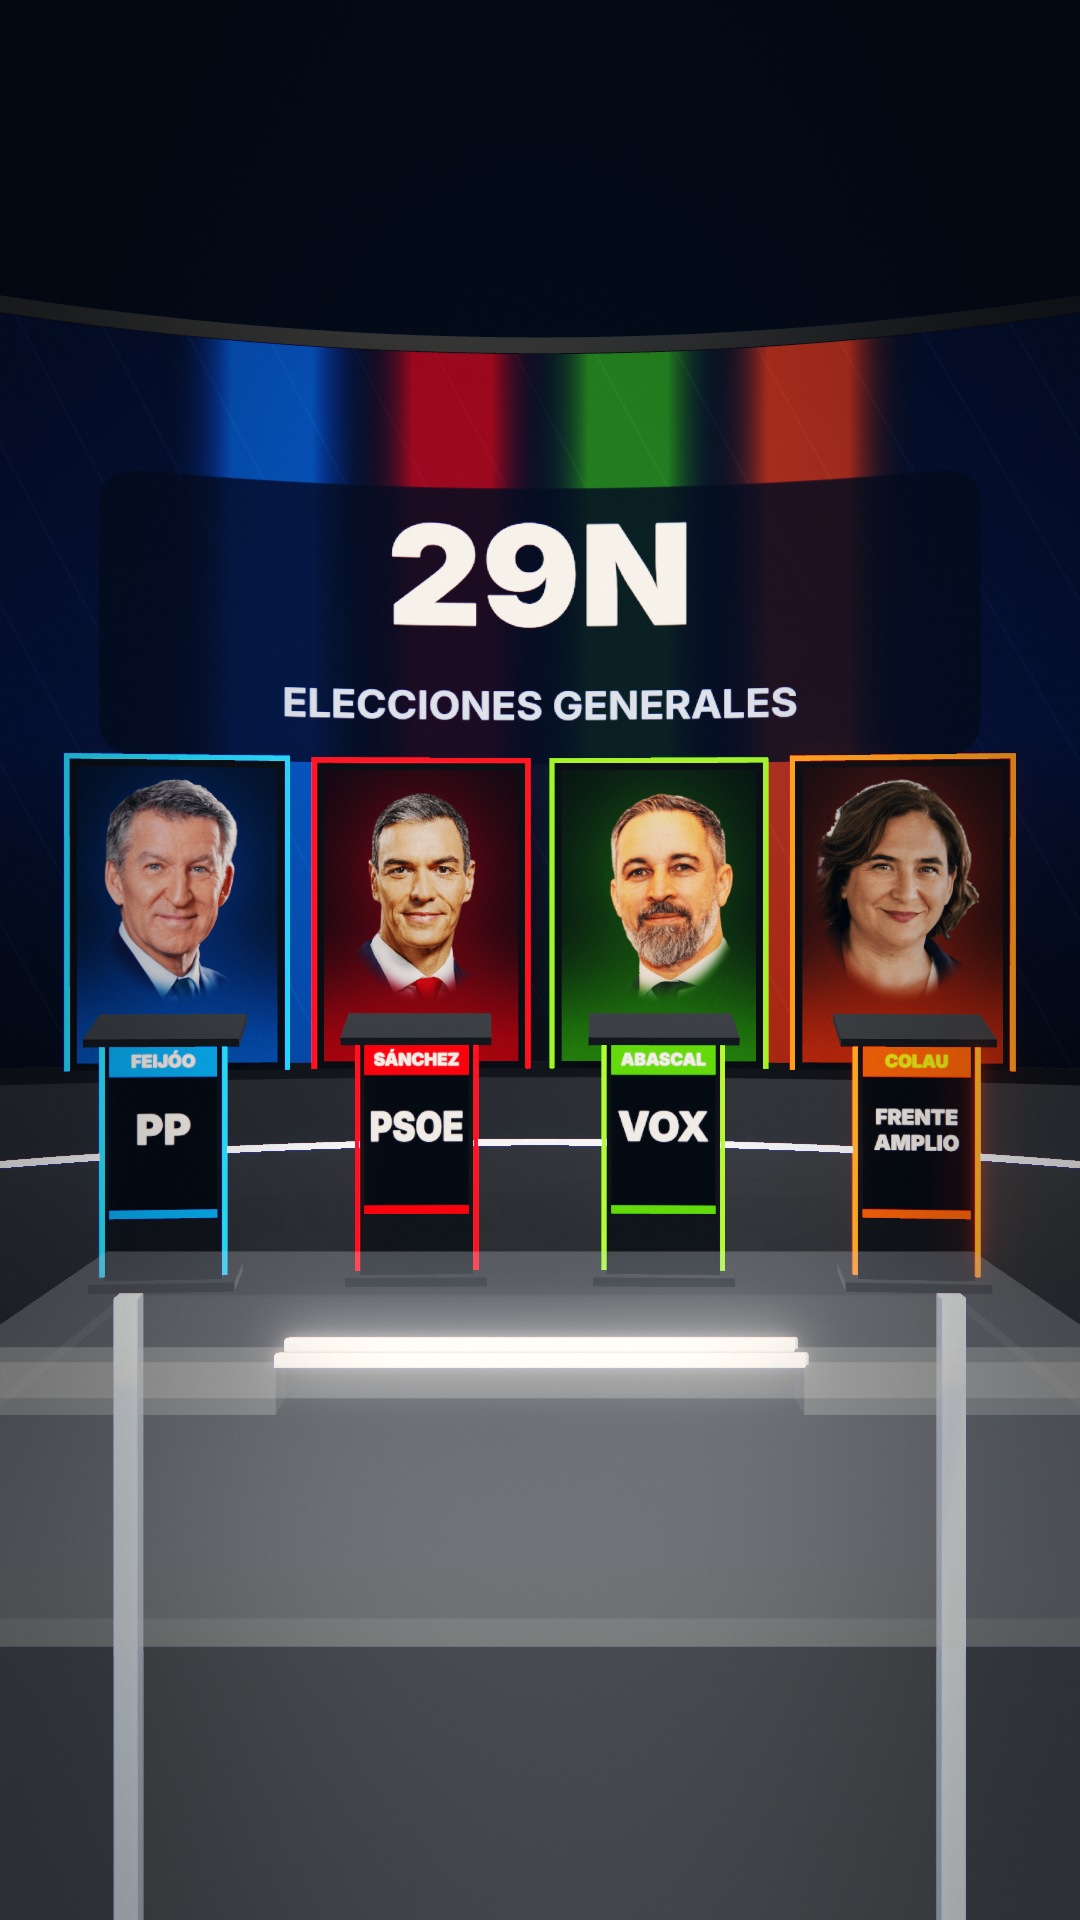 29N
ELECCIONES GENERALES
FEIJÓO
SÁNCHEZ
ABASCAL
COLAU
PP
PSOE
VOX
FRENTE
AMPLIO